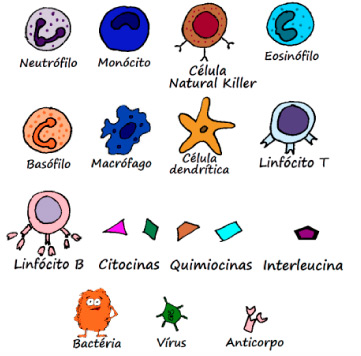 Neutrófilo
Monócito
Célula
Natural Killer
Eosinófilo
Basófilo
Macrófago
Célula
dendrítica
Linfócito T
Linfócito B
Citocinas
Quimiocinas
Interleucina
Bactéria
Vírus
Anticorpo